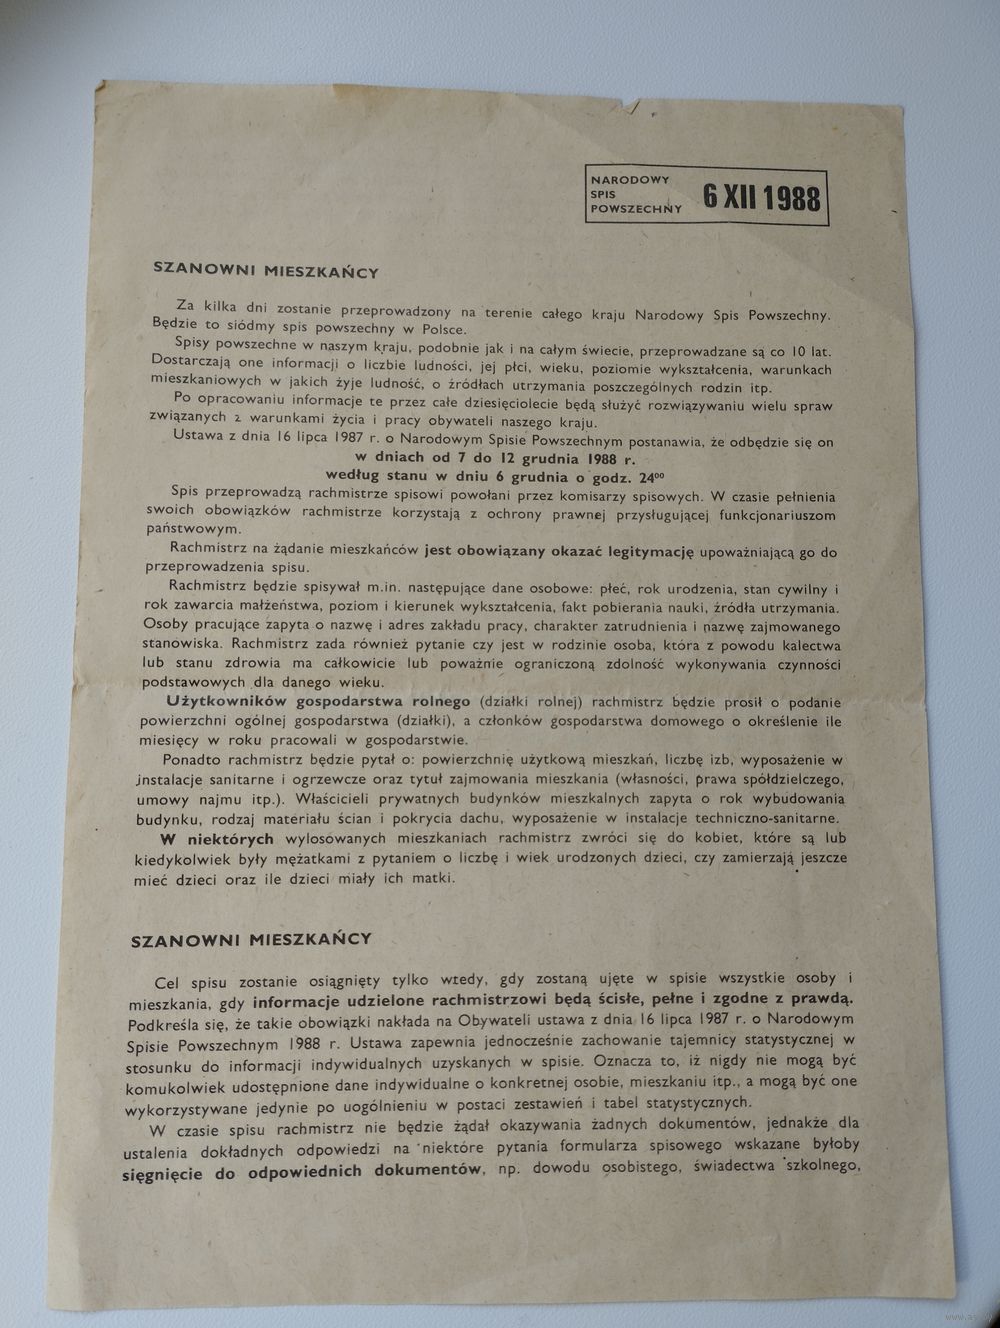 NARODOWY
SPIS
POWSZECHNY
6 XII 1988
SZANOWNI MIESZKAŃCY
Za kilka dni zostanie przeprowadzony na terenie całego kraju Narodowy Spis Powszechny.
Będzie to siódmy spis powszechny w Polsce.
Spisy powszechne w naszym kraju, podobnie jak i na całym świecie, przeprowadzane są co 10 lat.
Dostarczają one informacji o liczbie ludności, jej płci, wieku, poziomie wykształcenia, warunkach
mieszkaniowych w jakich żyje ludność, o źródłach utrzymania poszczególnych rodzin itp.
Po opracowaniu informacje te przez całe dziesięciolecie będą służyć rozwiązywaniu wielu spraw
związanych z warunkami życia i pracy obywateli naszego kraju.
Ustawa z dnia 16 lipca 1987 r. o Narodowym Spisie Powszechnym postanawia, że odbędzie się on
w dniach od 7 do 12 grudnia 1988 r.
według stanu w dniu 6 grudnia o godz. 24⁰⁰
Spis przeprowadzą rachmistrze spisowi powołani przez komisarzy spisowych. W czasie pełnienia
swoich obowiązków rachmistrze korzystają z ochrony prawnej przysługującej funkcjonariuszom
państwowym.
Rachmistrz na żądanie mieszkańców jest obowiązany okazać legitymację upoważniającą go do
przeprowadzenia spisu.
Rachmistrz będzie spisywał m.in. następujące dane osobowe: płeć, rok urodzenia, stan cywilny i
rok zawarcia małżeństwa, poziom i kierunek wykształcenia, fakt pobierania nauki, źródła utrzymania.
Osoby pracujące zapyta o nazwę i adres zakładu pracy, charakter zatrudnienia i nazwę zajmowanego
stanowiska. Rachmistrz zada również pytanie czy jest w rodzinie osoba, która z powodu kalectwa
lub stanu zdrowia ma całkowicie lub poważnie ograniczoną zdolność wykonywania czynności
podstawowych dla danego wieku.
Użytkowników gospodarstwa rolnego (działki rolnej) rachmistrz będzie prosił o podanie
powierzchni ogólnej gospodarstwa (działki), a członków gospodarstwa domowego o określenie ile
miesięcy w roku pracowali w gospodarstwie.
Ponadto rachmistrz będzie pytał o: powierzchnię użytkową mieszkań, liczbę izb, wyposażenie w
instalacje sanitarne i ogrzewcze oraz tytuł zajmowania mieszkania (własności, prawa spółdzielczego,
umowy najmu itp.). Właścicieli prywatnych budynków mieszkalnych zapyta o rok wybudowania
budynku, rodzaj materiału ścian i pokrycia dachu, wyposażenie w instalacje techniczno-sanitarne.
W niektórych wylosowanych mieszkaniach rachmistrz zwróci się do kobiet, które są lub
kiedykolwiek były mężatkami z pytaniem o liczbę i wiek urodzonych dzieci, czy zamierzają jeszcze
mieć dzieci oraz ile dzieci miały ich matki.
SZANOWNI MIESZKAŃCY
Cel spisu zostanie osiągnięty tylko wtedy, gdy zostaną ujęte w spisie wszystkie osoby i
mieszkania, gdy informacje udzielone rachmistrzowi będą ścisłe, pełne i zgodne z prawdą.
Podkreśla się, że takie obowiązki nakłada na Obywateli ustawa z dnia 16 lipca 1987 r. o Narodowym
Spisie Powszechnym 1988 r. Ustawa zapewnia jednocześnie zachowanie tajemnicy statystycznej w
stosunku do informacji indywidualnych uzyskanych w spisie. Oznacza to, iż nigdy nie mogą być
komukolwiek udostępnione dane indywidualne o konkretnej osobie, mieszkaniu itp., a mogą być one
wykorzystywane jedynie po uogólnieniu w postaci zestawień i tabel statystycznych.
W czasie spisu rachmistrz nie będzie żądał okazywania żadnych dokumentów, jednakże dla
ustalenia dokładnych odpowiedzi na niektóre pytania formularza spisowego wskazane byłoby
sięgnięcie do odpowiednich dokumentów, np. dowodu osobistego, świadectwa szkolnego,